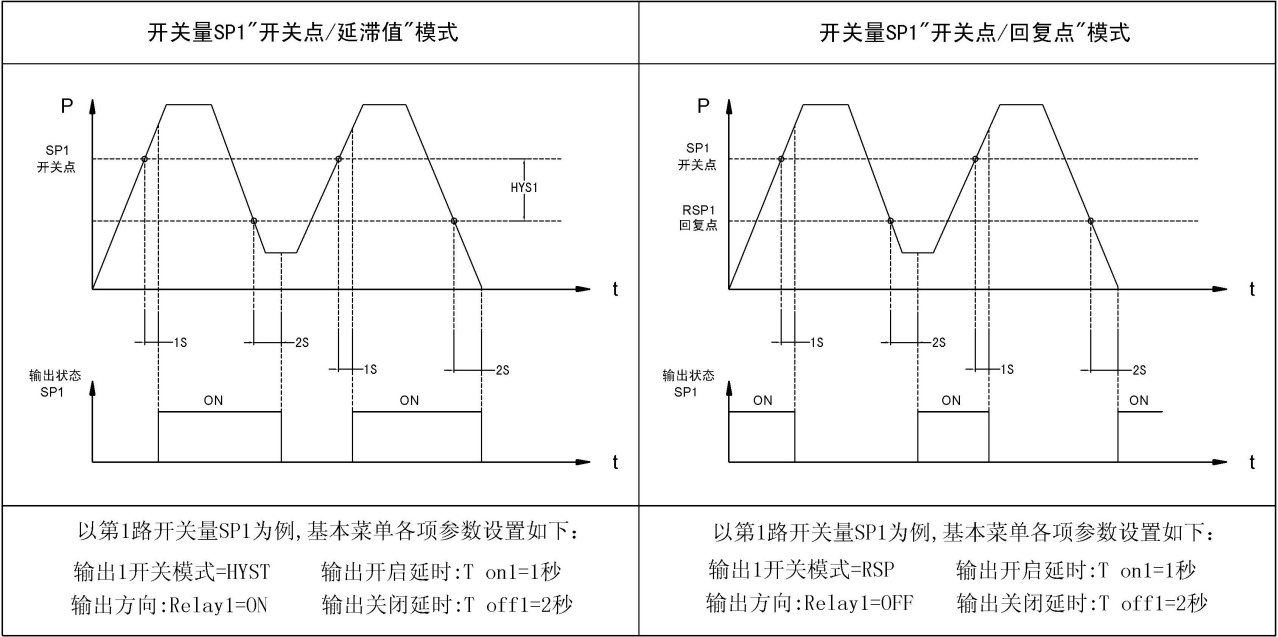 开关量SP1"开关点/延滞值"模式
P
SP1
开关点
HYS1
t
1S
2S
1S
2S
输出状态
SP1
ON
ON
t
以第1路开关量SP1为例,基本菜单各项参数设置如下:
输出1开关模式=HYST 输出开启延时:T on1=1秒
输出方向:Relay1=ON 输出关闭延时:T off1=2秒
开关量SP1"开关点/回复点"模式
P
SP1
开关点
RSP1
回复点
t
1S
2S
1S
2S
输出状态
SP1
ON
ON
ON
t
以第1路开关量SP1为例,基本菜单各项参数设置如下:
输出1开关模式=RSP 输出开启延时:T on1=1秒
输出方向:Relay1=OFF 输出关闭延时:T off1=2秒